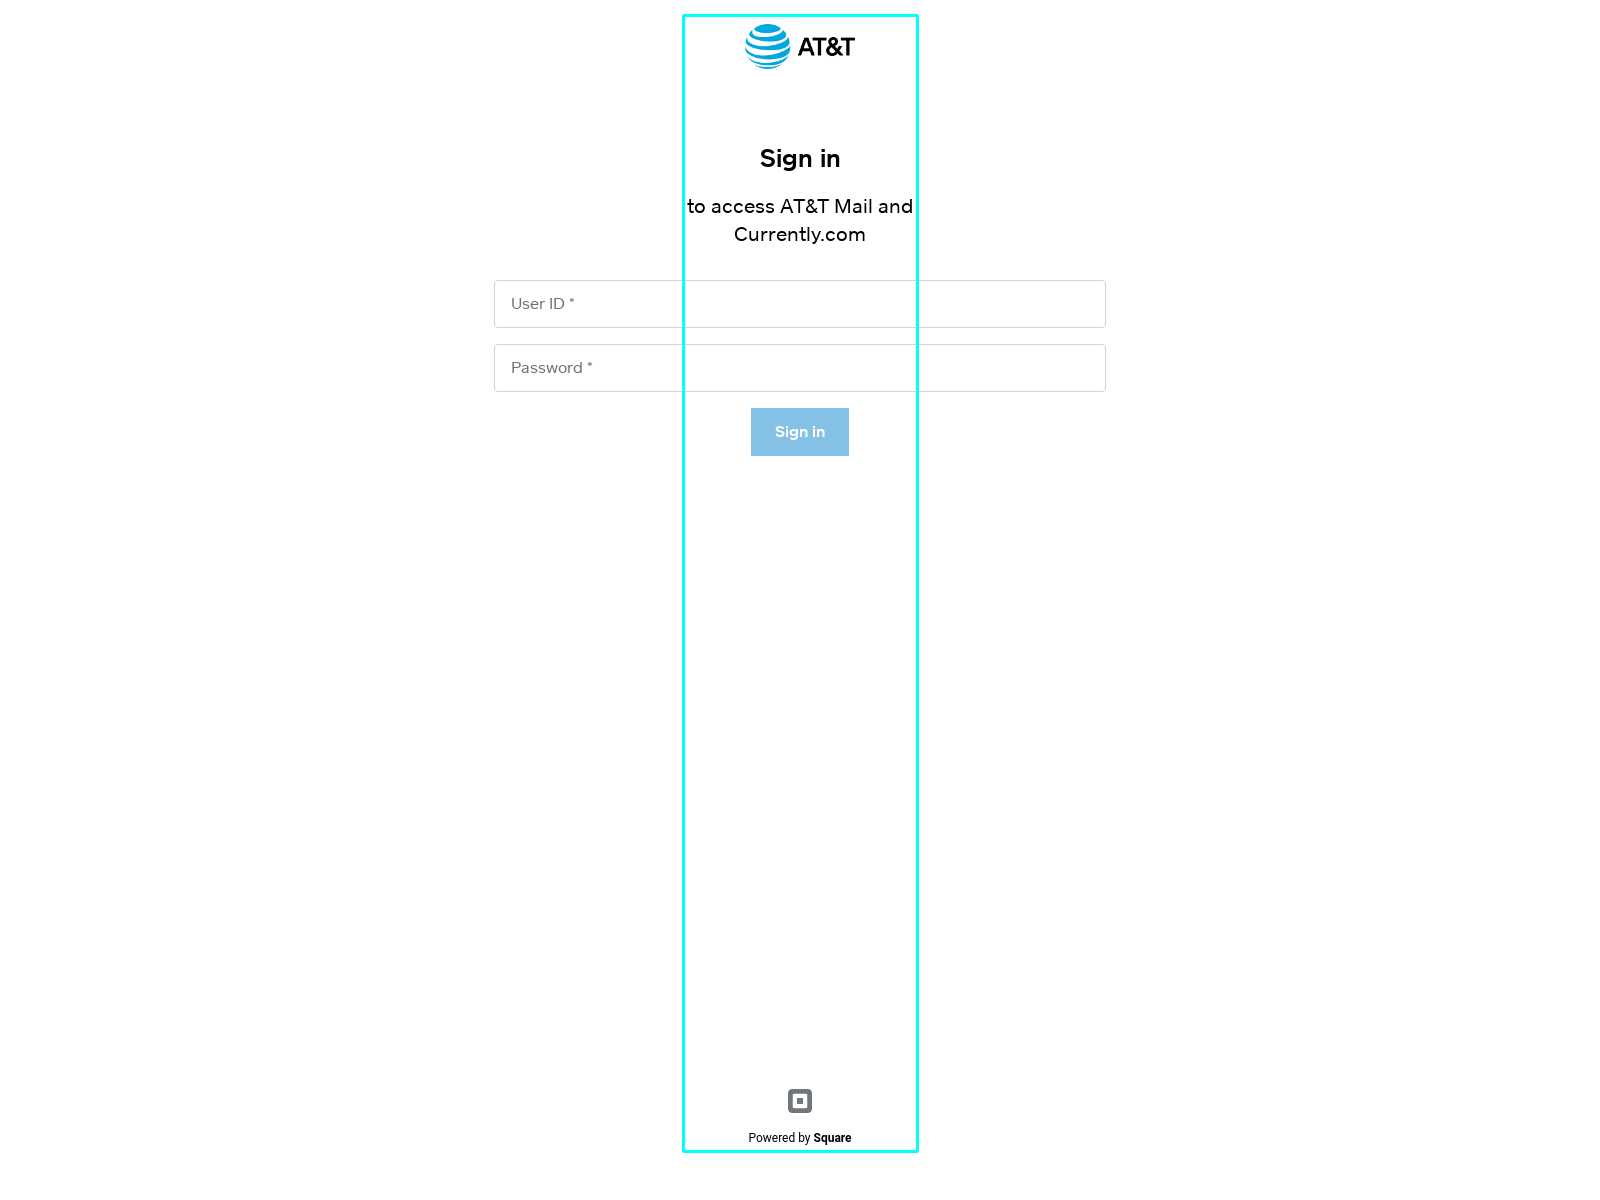 AT&T
Sign in
to access AT&T Mail and
Currently.com
User ID *
Password *
Sign in
Powered by Square